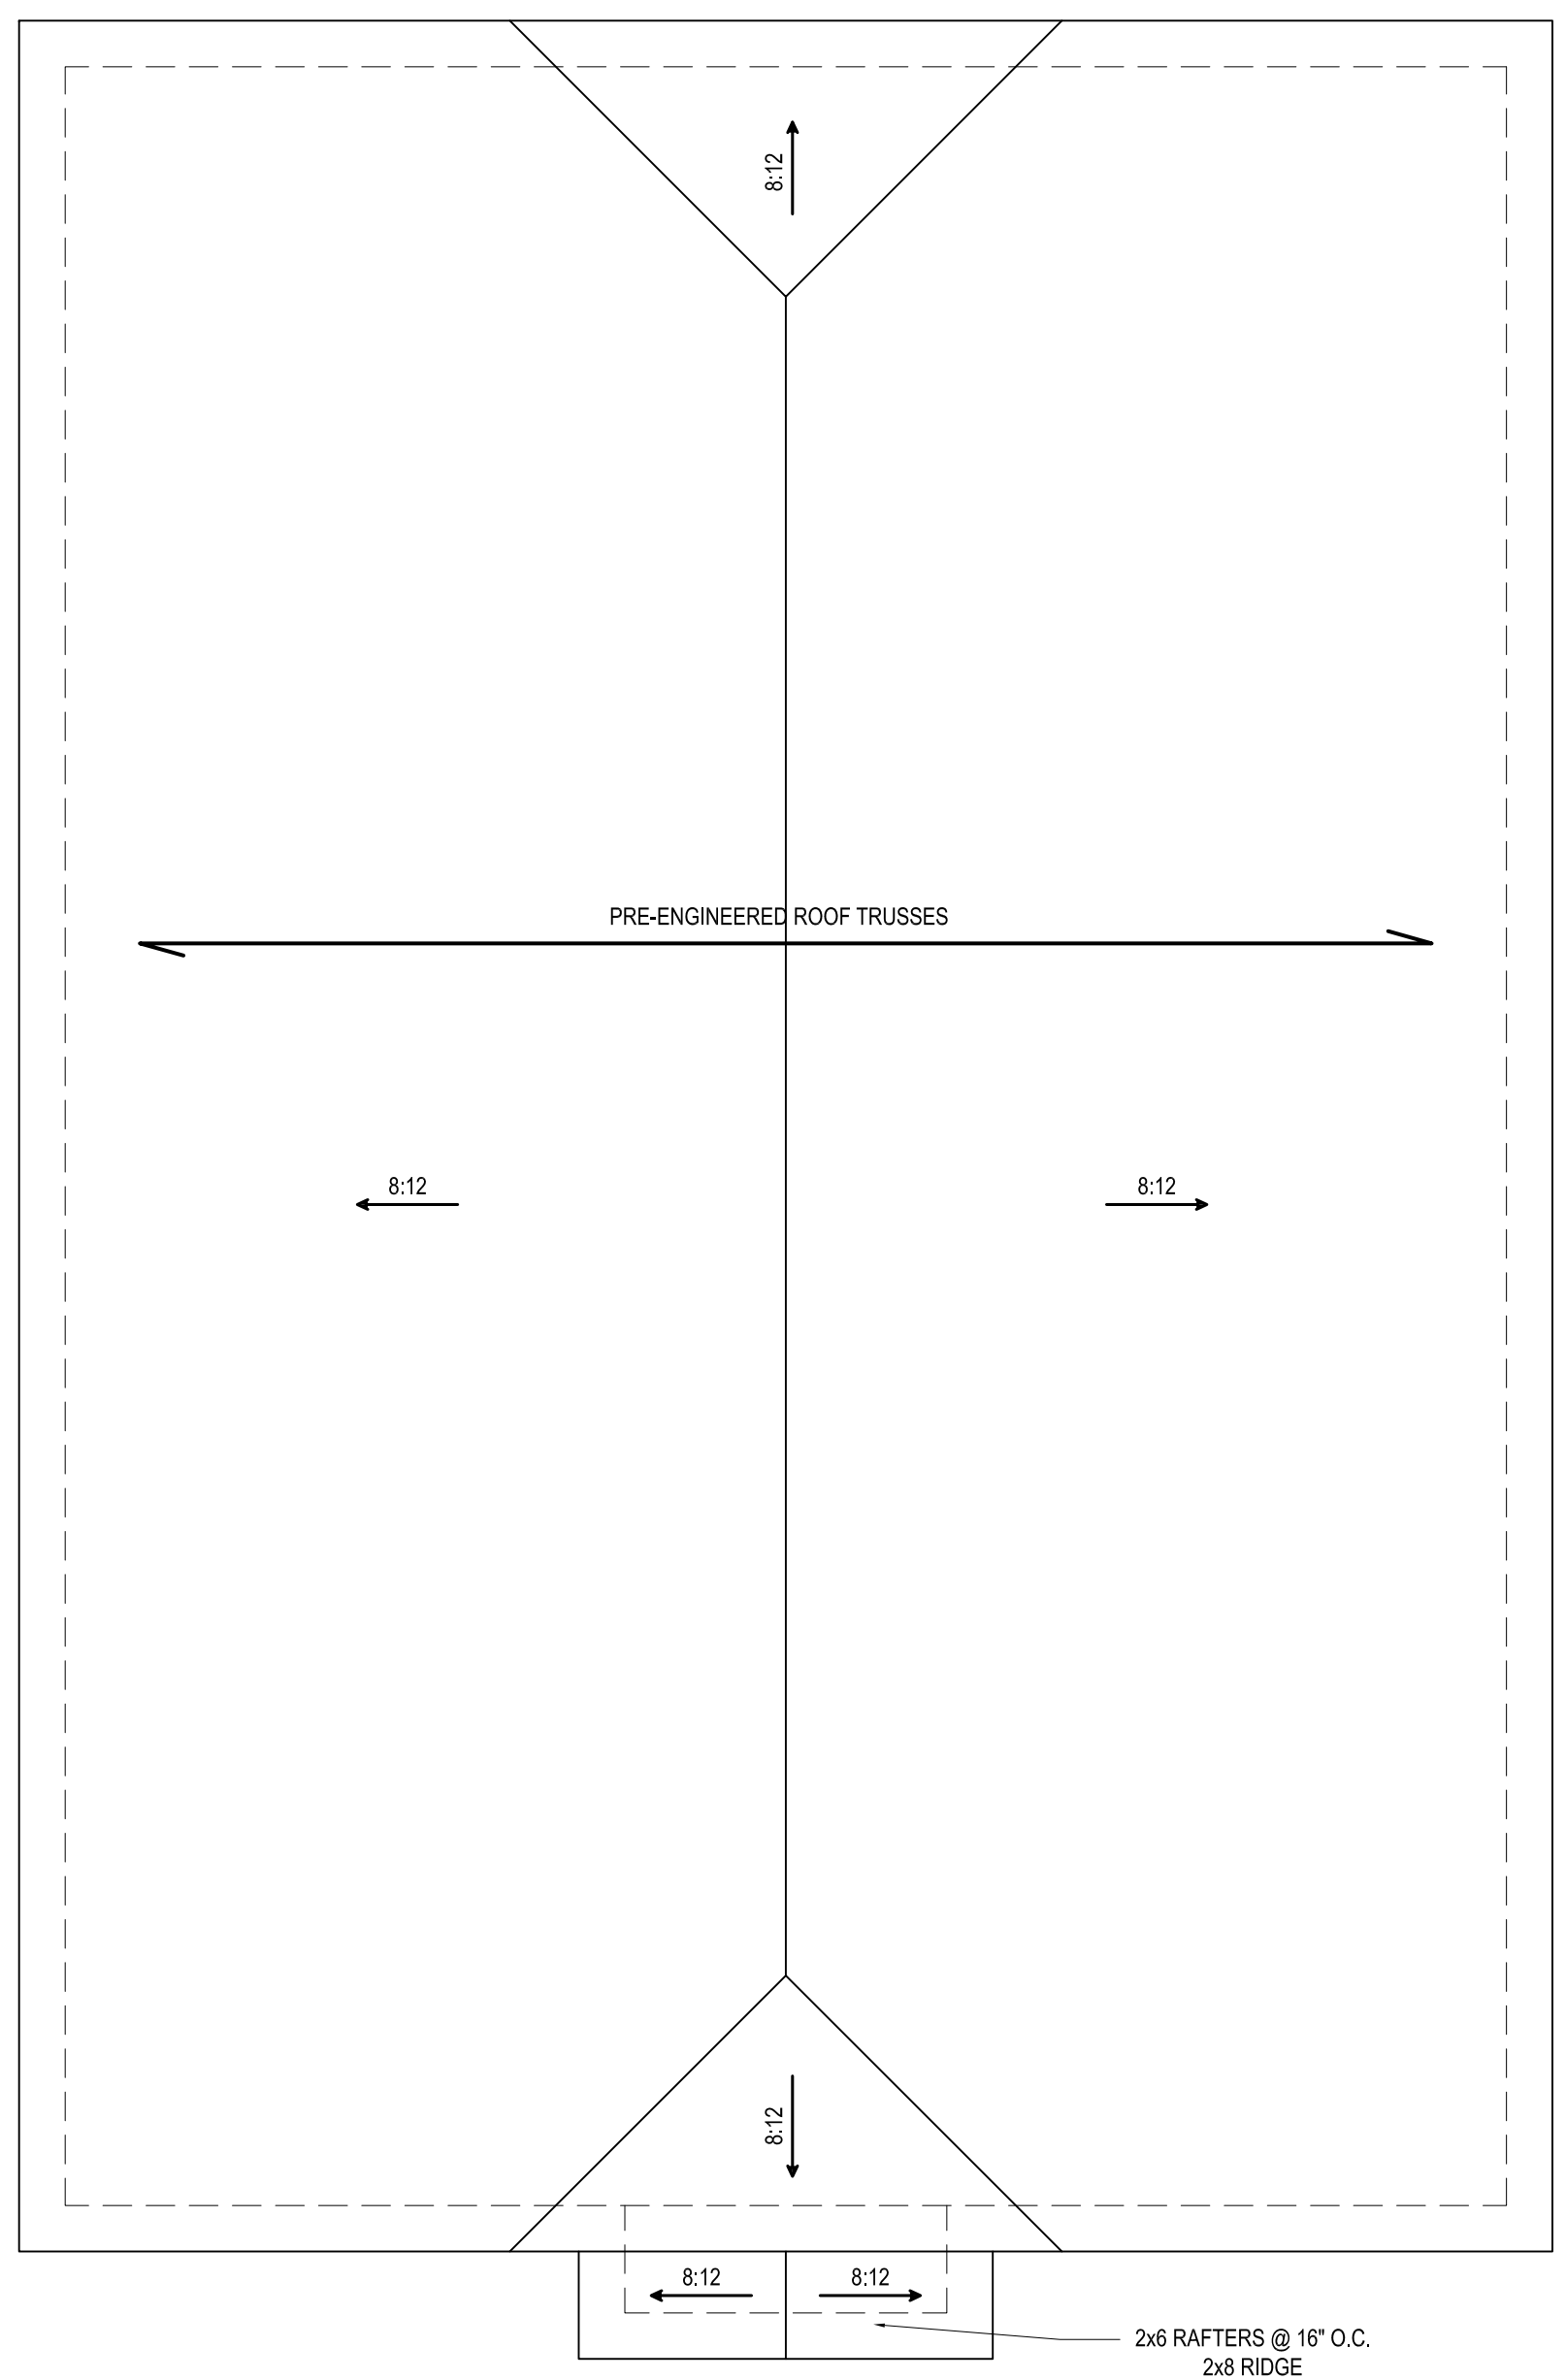 8:12
PRE-ENGINEERED ROOF TRUSSES
8:12
8:12
8:12
8:12
8:12
2x6 RAFTERS @ 16" O.C.
2x8 RIDGE